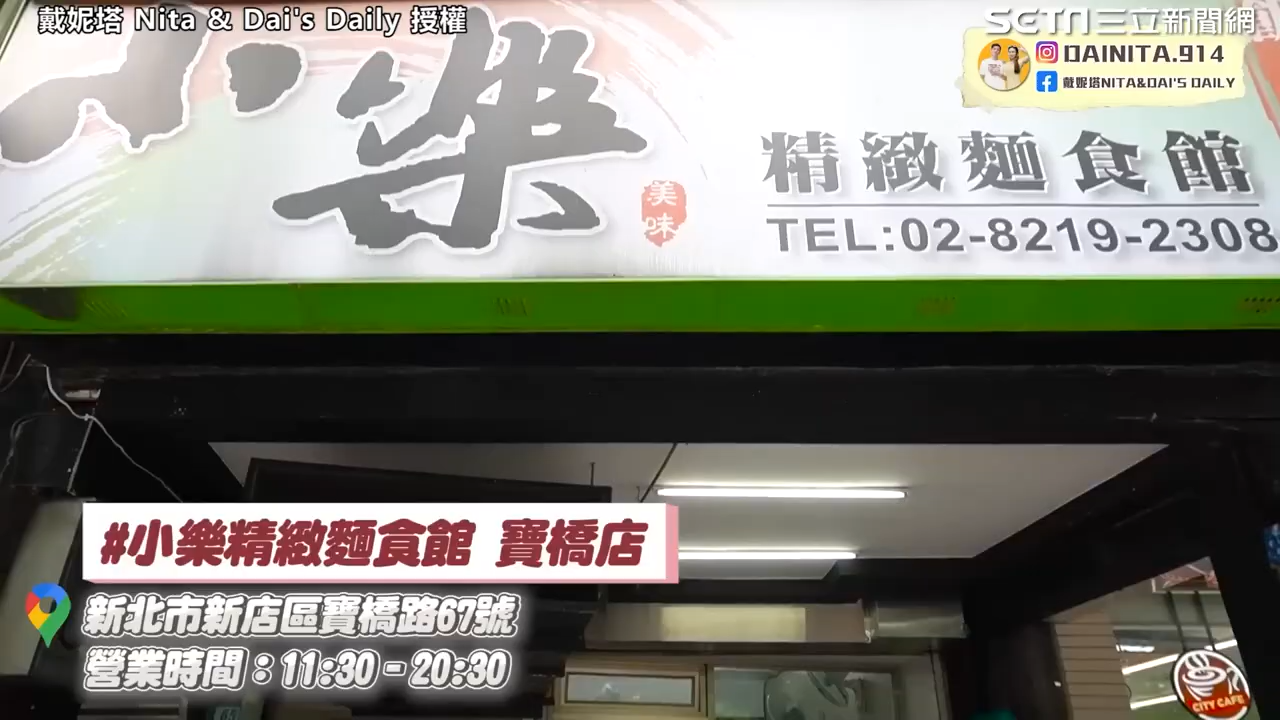 戴妮塔 Nita & Dai's Daily 授權
SETN三立新聞網
DAINITA.914
戴妮塔NITA&DAI'S DAILY
小樂
美味
精緻麵食館
TEL:02-8219-2308
#小樂精緻麵食館 寶橋店
新北市新店區寶橋路67號
營業時間：11:30 - 20:30
CITY CAFE